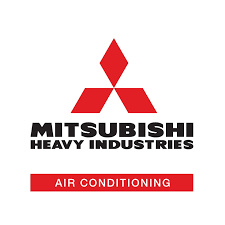 MITSUBISHI
HEAVY INDUSTRIES
AIR CONDITIONING